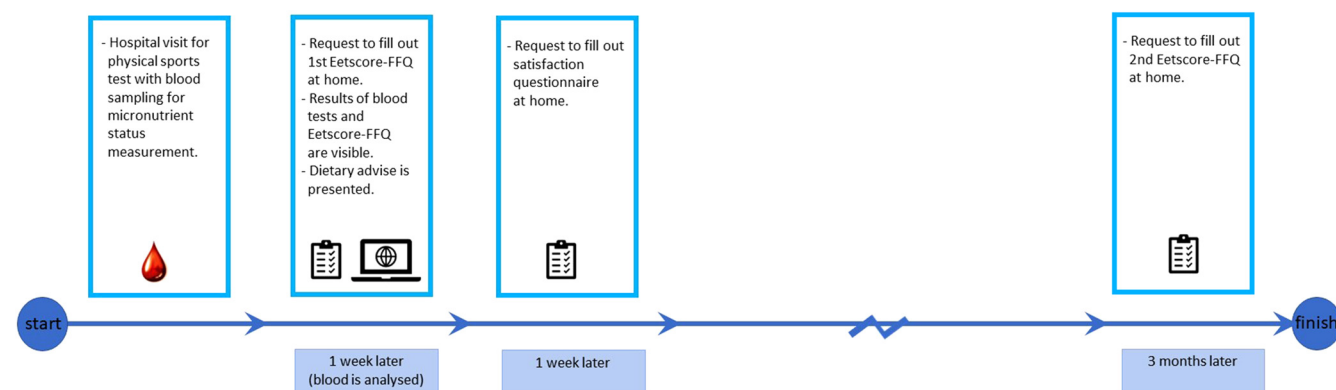 - Hospital visit for
physical sports
test with blood
sampling for
micronutrient
status
measurement.
- Request to fill out
1st Eetscore-FFQ
at home.
- Results of blood
tests and
Eetscore-FFQ
are visible.
- Dietary advise is
presented.
- Request to fill out
satisfaction
questionnaire
at home.
- Request to fill out
2nd Eetscore-FFQ
at home.
start
finish
1 week later
(blood is analysed)
1 week later
3 months later